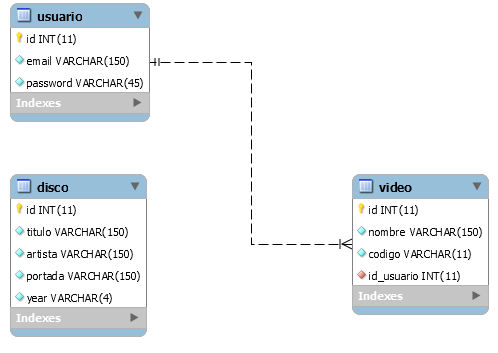 usuario
id INT(11)
email VARCHAR(150)
password VARCHAR(45)
Indexes
disco
id INT(11)
titulo VARCHAR(150)
artista VARCHAR(150)
portada VARCHAR(150)
year VARCHAR(4)
Indexes
video
id INT(11)
nombre VARCHAR(150)
codigo VARCHAR(11)
id_usuario INT(11)
Indexes